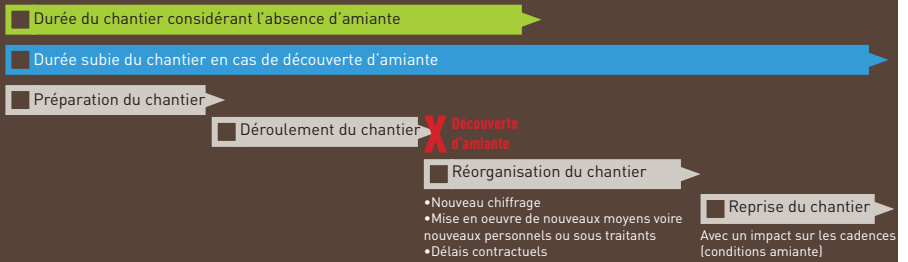 Durée du chantier considérant l'absence d'amiante
Durée subie du chantier en cas de découverte d'amiante
Préparation du chantier
Déroulement du chantier
X Découverte
d'amiante
Réorganisation du chantier
•Nouveau chiffrage
•Mise en oeuvre de nouveaux moyens voire
nouveaux personnels ou sous traitants
•Délais contractuels
Reprise du chantier
Avec un impact sur les cadences
(conditions amiante)